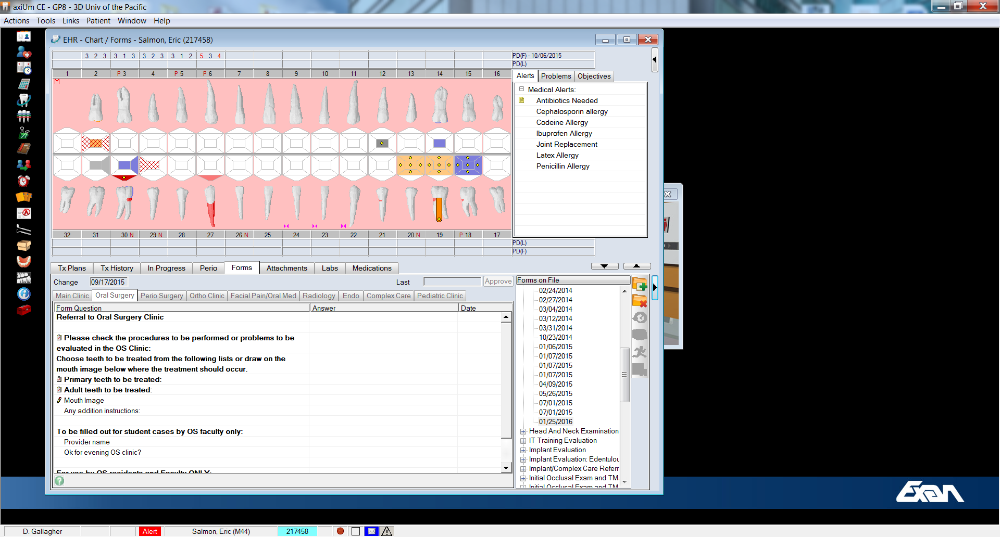 axiUm CE - GP8 - 3D Univ of the Pacific
Actions Tools Links Patient Window Help
EHR - Chart / Forms - Salmon, Eric (217458)
3 2 3 3 1 3 3 2 3 3 1 2 5 3 4 PD(F) - 10/06/2015
PD(L)
1 2 P 3 4 P 5 P 6 7 8 9 10 11 12 13 14 15 16
M
Alerts Problems Objectives
Medical Alerts:
Antibiotics Needed
Cephalosporin allergy
Codeine Allergy
Ibuprofen Allergy
Joint Replacement
Latex Allergy
Penicillin Allergy
32 31 30 N 29 N 28 27 26 N 25 24 23 22 21 20 N 19 P 18 17
PD(L)
PD(F)
Tx Plans Tx History In Progress Perio Forms Attachments Labs Medications
Change 09/17/2015 Last Approve
Main Clinic Oral Surgery Perio Surgery Ortho Clinic Facial Pain/Oral Med Radiology Endo Complex Care Pediatric Clinic
Form Question Answer Date
Referral to Oral Surgery Clinic
Please check the procedures to be performed or problems to be
evaluated in the OS Clinic:
Choose teeth to be treated from the following lists or draw on the
mouth image below where the treatment should occur.
Primary teeth to be treated:
Adult teeth to be treated:
Mouth Image
Any addition instructions:
To be filled out for student cases by OS faculty only:
Provider name
Ok for evening OS clinic?
For use by OS residents and Faculty ONLY:
Forms on File
02/24/2014
02/27/2014
03/04/2014
03/12/2014
03/31/2014
10/23/2014
01/06/2015
01/07/2015
01/07/2015
01/07/2015
04/09/2015
05/26/2015
07/01/2015
07/01/2015
01/25/2016
Head And Neck Examination
IT Training Evaluation
Implant Evaluation
Implant Evaluation: Edentulou
Implant/Complex Care Referr
Initial Occlusal Exam and TM
Initial Occlusal Exam and TM
Exan
D. Gallagher Alert Salmon, Eric (M44) 217458